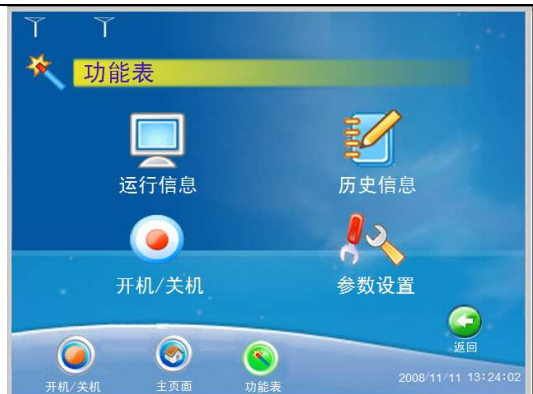 功能表
运行信息 历史信息
开机/关机 参数设置
返回
开机/关机 主页面 功能表 2008/11/11 13:24:02